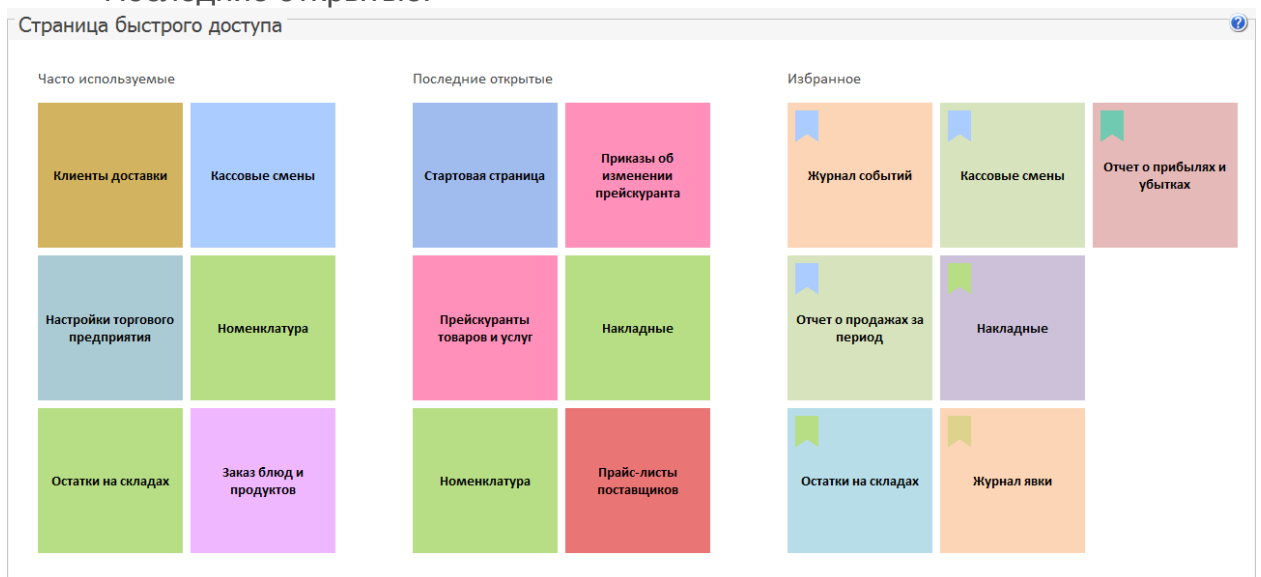 Последние открытые.
Страница быстрого доступа
?
Часто используемые
Клиенты доставки
Кассовые смены
Настройки торгового
предприятия
Номенклатура
Остатки на складах
Заказ блюд и
продуктов
Последние открытые
Стартовая страница
Приказы об
изменении
прейскуранта
Прейскуранты
товаров и услуг
Накладные
Номенклатура
Прайс-листы
поставщиков
Избранное
Журнал событий
Кассовые смены
Отчет о прибылях и
убытках
Отчет о продажах за
период
Накладные
Остатки на складах
Журнал явки